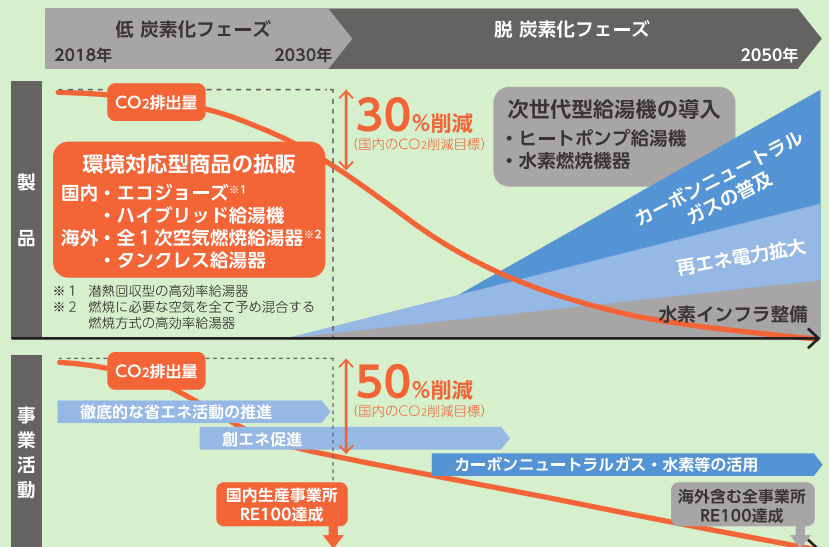 低 炭素化フェーズ
脱 炭素化フェーズ
2018年
2030年
2050年
製品
CO2排出量
30%削減
(国内のCO2削減目標)
環境対応型商品の拡販
国内・エコジョーズ※1
・ハイブリッド給湯機
海外・全1次空気燃焼給湯器※2
・タンクレス給湯器
※1 潜熱回収型の高効率給湯器
※2 燃焼に必要な空気を全て予め混合する
燃焼方式の高効率給湯器
次世代型給湯機の導入
・ヒートポンプ給湯機
・水素燃焼機器
カーボンニュートラル
ガスの普及
再エネ電力拡大
水素インフラ整備
事業活動
CO2排出量
50%削減
(国内のCO2削減目標)
徹底的な省エネ活動の推進
創エネ促進
カーボンニュートラルガス・水素等の活用
国内生産事業所
RE100達成
海外含む全事業所
RE100達成